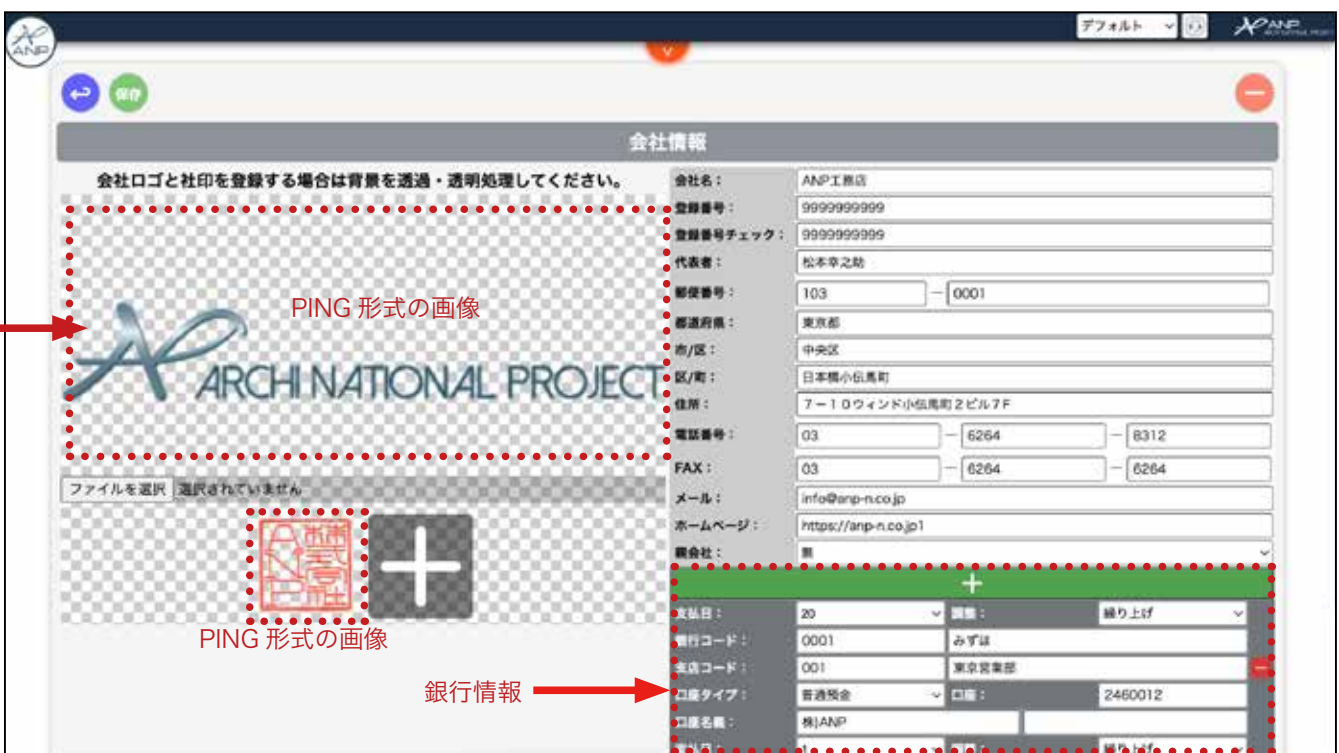 ANP
デフォルト
ANP
保存
会社情報
会社ロゴと社印を登録する場合は背景を透過・透明処理してください。
PING 形式の画像
ARCHI NATIONAL PROJECT
ファイルを選択 選択されていません
株式会社
ANP
PING 形式の画像
銀行情報
会社名： ANP工務店
登録番号： 9999999999
登録番号チェック： 9999999999
代表者： 松本幸之助
郵便番号： 103 － 0001
都道府県： 東京都
市/区： 中央区
区/町： 日本橋小伝馬町
住所： 7－10ウィンド小伝馬町2ビル7F
電話番号： 03 － 6264 － 8312
FAX： 03 － 6264 － 6264
メール： info@anp-n.co.jp
ホームページ： https://anp-n.co.jp1
親会社： 無
＋
支払日： 20 調整： 繰り上げ
銀行コード： 0001 みずほ
支店コード： 001 東京営業部
口座タイプ： 普通預金 口座： 2460012
口座名義： 株)ANP